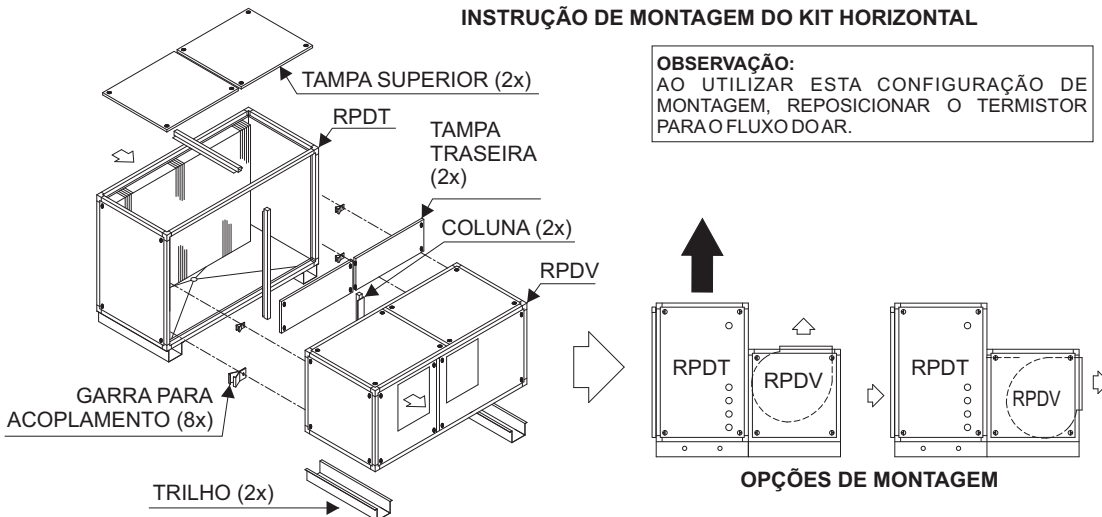 INSTRUÇÃO DE MONTAGEM DO KIT HORIZONTAL
OBSERVAÇÃO:
AO UTILIZAR ESTA CONFIGURAÇÃO DE
MONTAGEM, REPOSICIONAR O TERMISTOR
PARA O FLUXO DO AR.
TAMPA SUPERIOR (2x)
RPDT
TAMPA
TRASEIRA
(2x)
COLUNA (2x)
RPDV
GARRA PARA
ACOPLAMENTO (8x)
TRILHO (2x)
RPDT
RPDV
RPDT
RPDV
OPÇÕES DE MONTAGEM